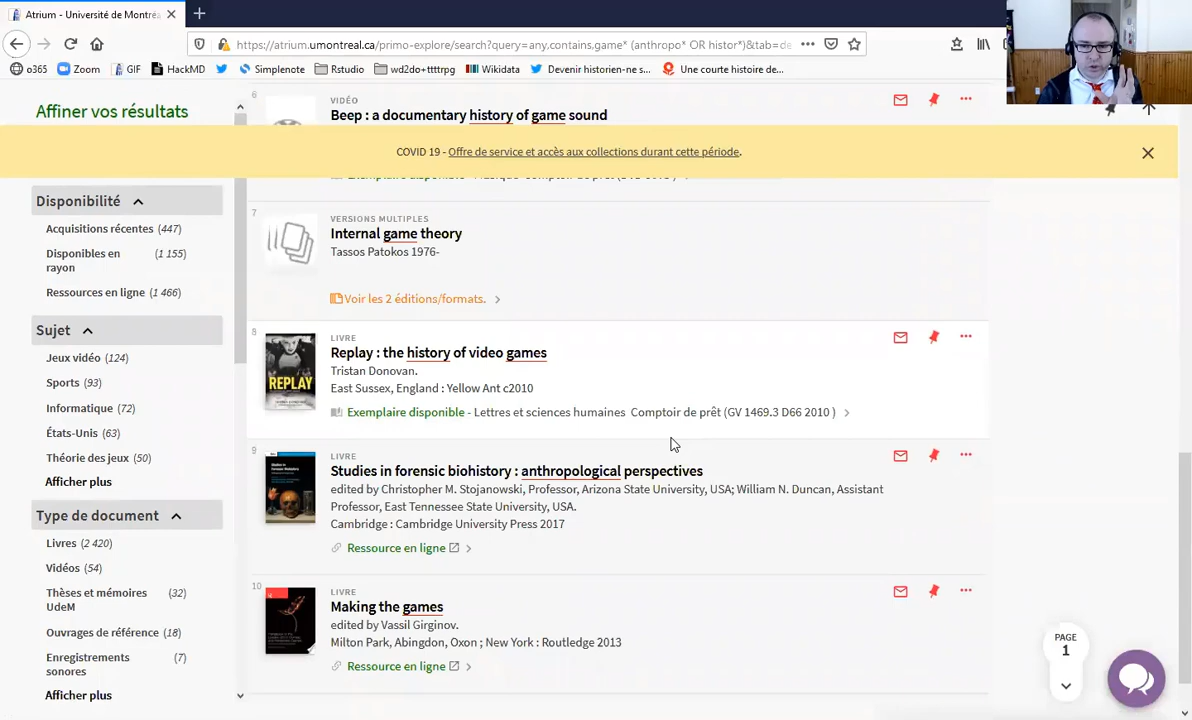 Atrium - Université de Montréa
https://atrium.umontreal.ca/primo-explore/search?query=any.contains.game* (anthropo* OR histor*)&tab=de
o365 Zoom GIF HackMD Simplenote Rstudio wd2do+ttttrpg Wikidata Devenir historien-ne s... Une courte histoire de...
Affiner vos résultats
Disponibilité
Acquisitions récentes (447)
Disponibles en rayon (1 155)
Ressources en ligne (1 466)
Sujet
Jeux vidéo (124)
Sports (93)
Informatique (72)
États-Unis (63)
Théorie des jeux (50)
Afficher plus
Type de document
Livres (2 420)
Vidéos (54)
Thèses et mémoires (32)
UdeM
Ouvrages de référence (18)
Enregistrements (7)
sonores
Afficher plus
6
VIDÉO
Beep : a documentary history of game sound
COVID 19 - Offre de service et accès aux collections durant cette période.
7
VERSIONS MULTIPLES
Internal game theory
Tassos Patokos 1976-
Voir les 2 éditions/formats.
8
LIVRE
Replay : the history of video games
Tristan Donovan.
East Sussex, England : Yellow Ant c2010
Exemplaire disponible - Lettres et sciences humaines Comptoir de prêt (GV 1469.3 D66 2010 )
REPLAY
9
LIVRE
Studies in forensic biohistory : anthropological perspectives
edited by Christopher M. Stojanowski, Professor, Arizona State University, USA; William N. Duncan, Assistant
Professor, East Tennessee State University, USA.
Cambridge : Cambridge University Press 2017
Ressource en ligne
10
LIVRE
Making the games
edited by Vassil Girginov.
Milton Park, Abingdon, Oxon ; New York : Routledge 2013
Ressource en ligne
PAGE
1